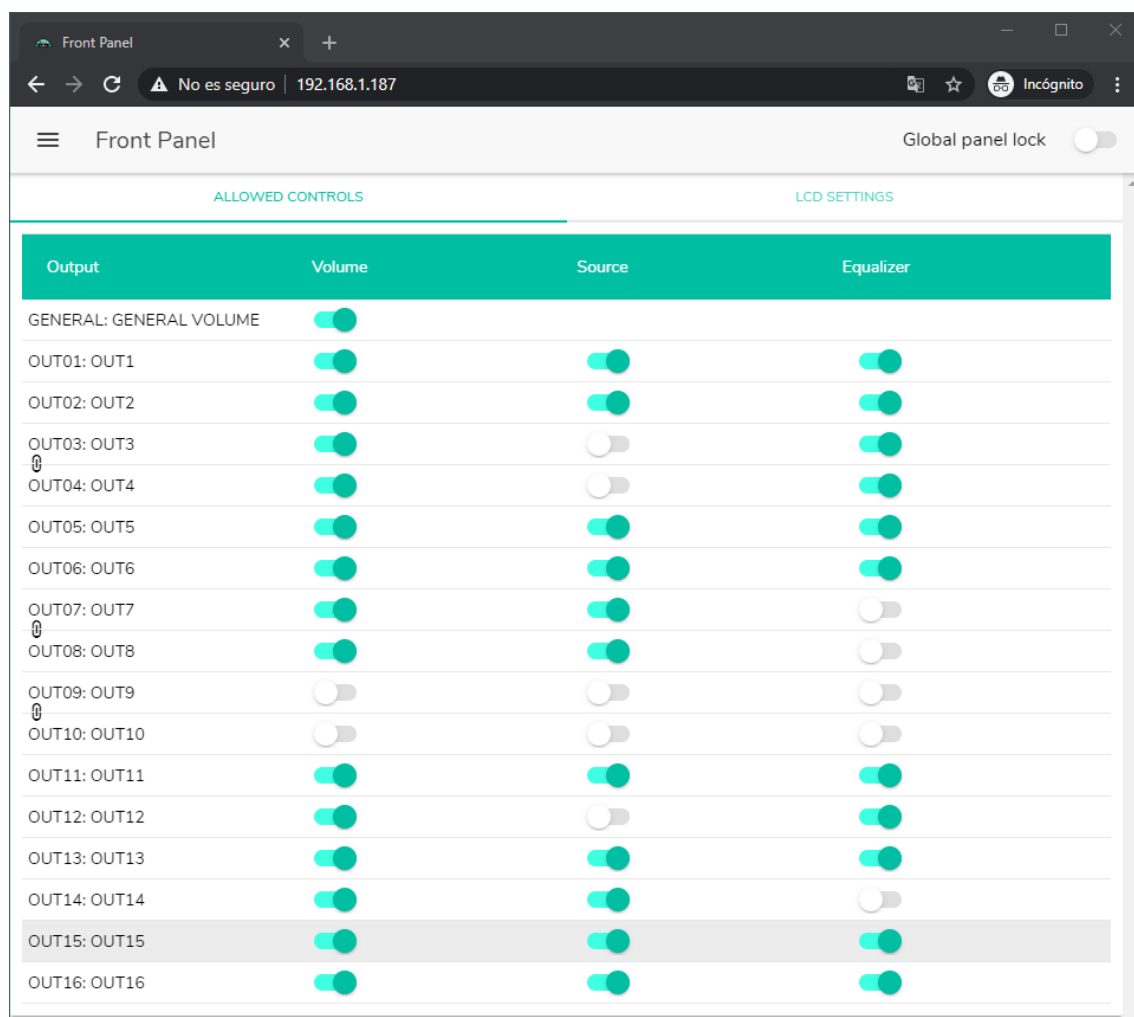 Front Panel
No es seguro | 192.168.1.187
Incógnito
Front Panel
Global panel lock
ALLOWED CONTROLS
LCD SETTINGS
Output Volume Source Equalizer
GENERAL: GENERAL VOLUME
OUT01: OUT1
OUT02: OUT2
OUT03: OUT3
OUT04: OUT4
OUT05: OUT5
OUT06: OUT6
OUT07: OUT7
OUT08: OUT8
OUT09: OUT9
OUT10: OUT10
OUT11: OUT11
OUT12: OUT12
OUT13: OUT13
OUT14: OUT14
OUT15: OUT15
OUT16: OUT16